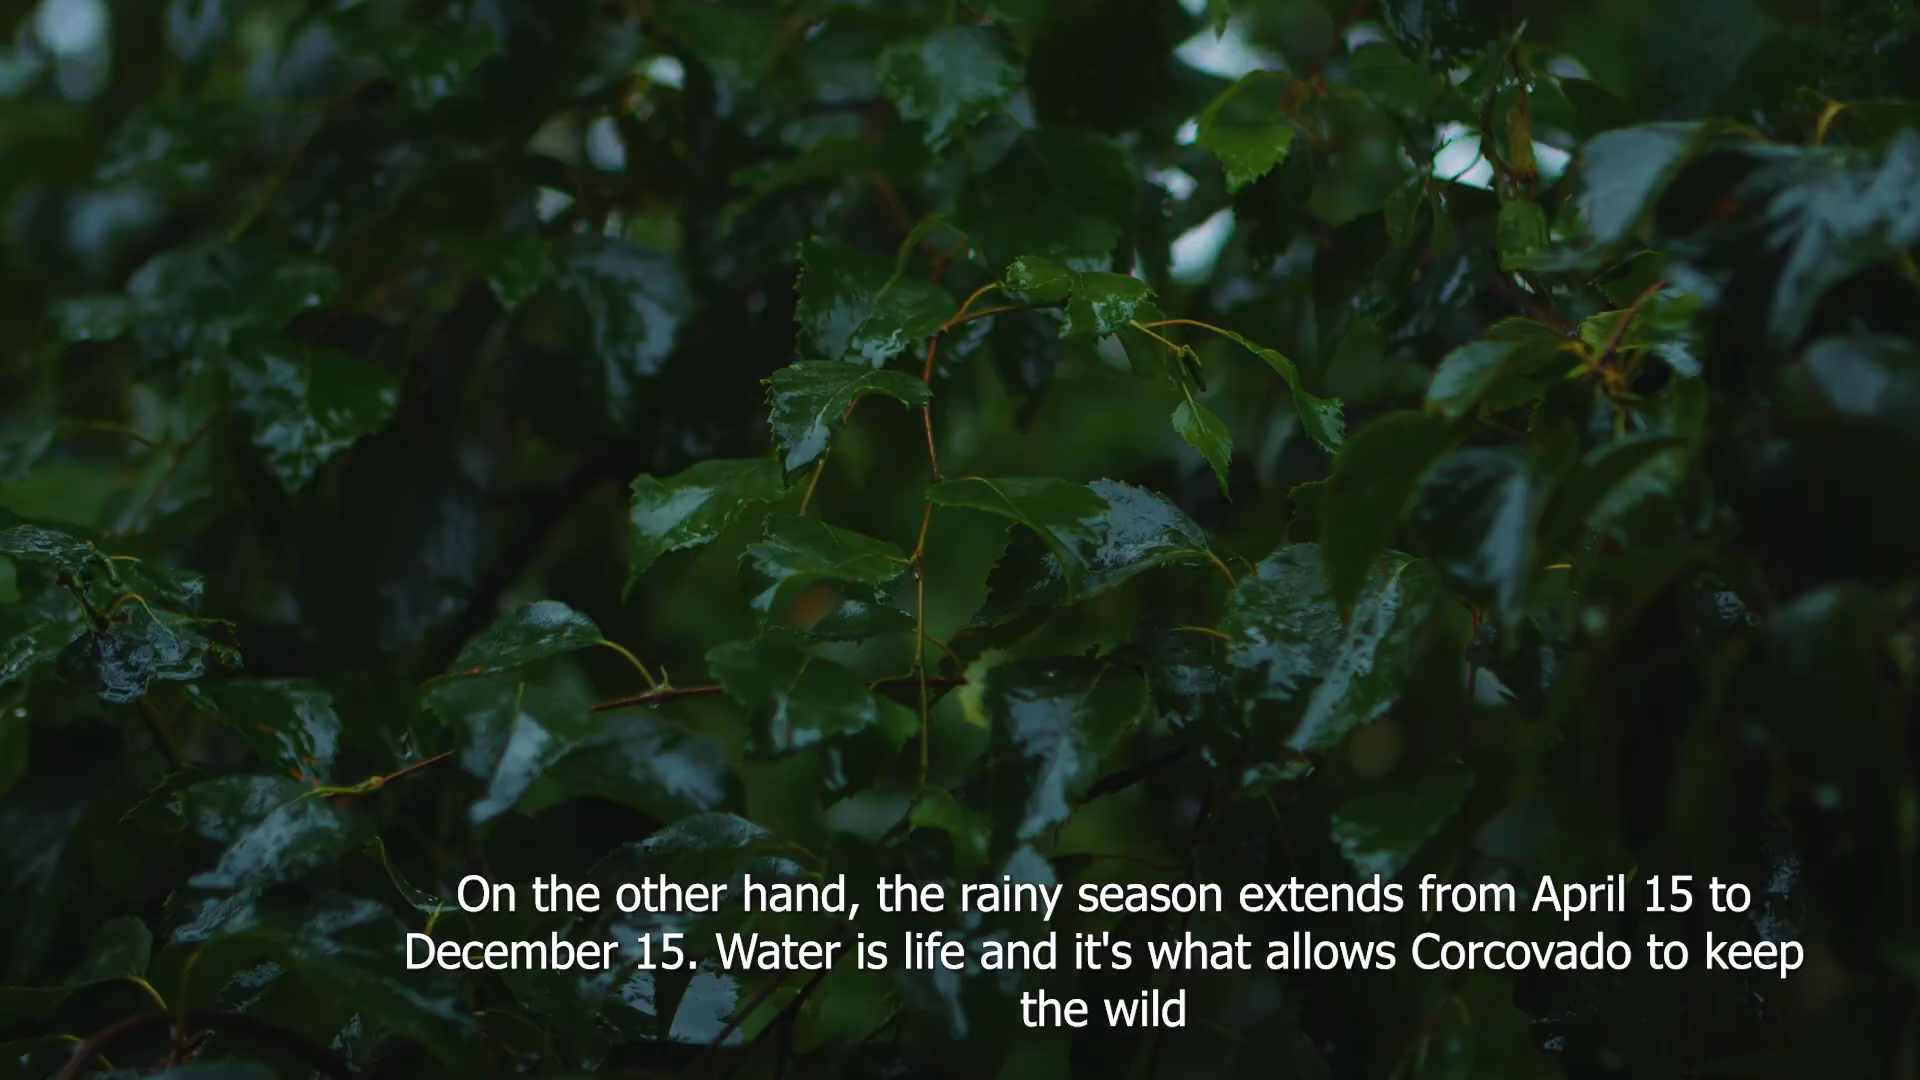 On the other hand, the rainy season extends from April 15 to
December 15. Water is life and it's what allows Corcovado to keep
the wild